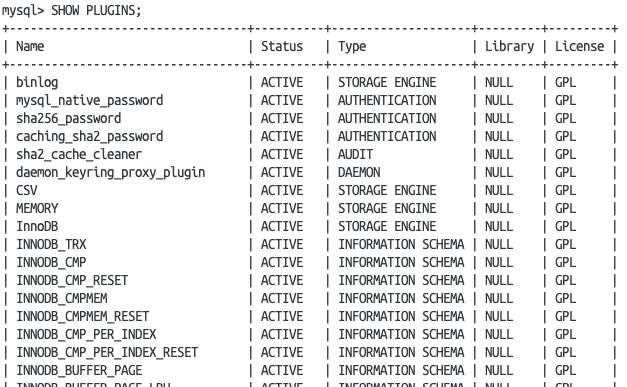 mysql> SHOW PLUGINS;
+----------------------------------+----------+--------------------+---------+---------+
| Name                             | Status   | Type               | Library | License |
+----------------------------------+----------+--------------------+---------+---------+
| binlog                           | ACTIVE   | STORAGE ENGINE     | NULL    | GPL     |
| mysql_native_password            | ACTIVE   | AUTHENTICATION     | NULL    | GPL     |
| sha256_password                  | ACTIVE   | AUTHENTICATION     | NULL    | GPL     |
| caching_sha2_password            | ACTIVE   | AUTHENTICATION     | NULL    | GPL     |
| sha2_cache_cleaner               | ACTIVE   | AUDIT              | NULL    | GPL     |
| daemon_keyring_proxy_plugin      | ACTIVE   | DAEMON             | NULL    | GPL     |
| CSV                              | ACTIVE   | STORAGE ENGINE     | NULL    | GPL     |
| MEMORY                           | ACTIVE   | STORAGE ENGINE     | NULL    | GPL     |
| InnoDB                           | ACTIVE   | STORAGE ENGINE     | NULL    | GPL     |
| INNODB_TRX                       | ACTIVE   | INFORMATION SCHEMA | NULL    | GPL     |
| INNODB_CMP                       | ACTIVE   | INFORMATION SCHEMA | NULL    | GPL     |
| INNODB_CMP_RESET                 | ACTIVE   | INFORMATION SCHEMA | NULL    | GPL     |
| INNODB_CMPMEM                    | ACTIVE   | INFORMATION SCHEMA | NULL    | GPL     |
| INNODB_CMPMEM_RESET              | ACTIVE   | INFORMATION SCHEMA | NULL    | GPL     |
| INNODB_CMP_PER_INDEX             | ACTIVE   | INFORMATION SCHEMA | NULL    | GPL     |
| INNODB_CMP_PER_INDEX_RESET       | ACTIVE   | INFORMATION SCHEMA | NULL    | GPL     |
| INNODB_BUFFER_PAGE               | ACTIVE   | INFORMATION SCHEMA | NULL    | GPL     |